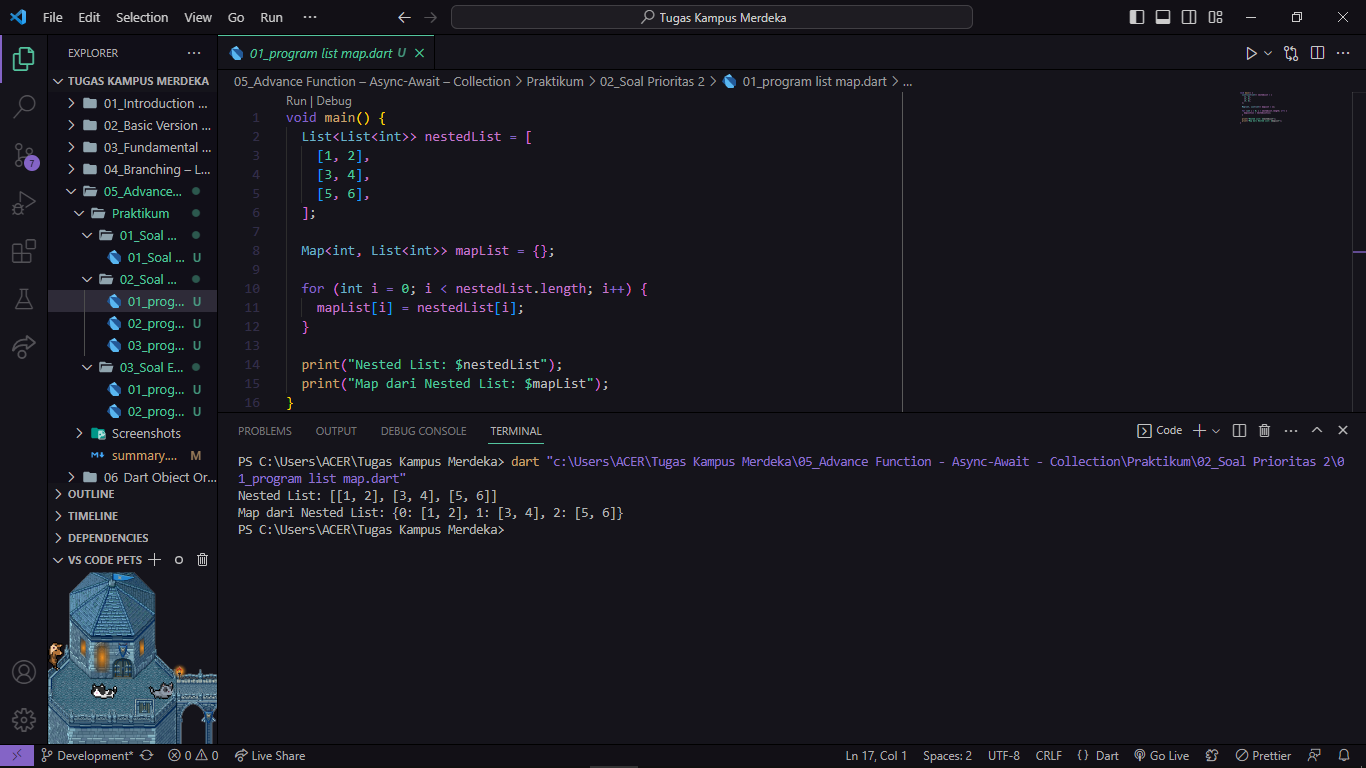 File Edit Selection View Go Run ···
Tugas Kampus Merdeka
EXPLORER ···
TUGAS KAMPUS MERDEKA
01_Introduction ...
02_Basic Version ...
03_Fundamental ...
04_Branching – L...
05_Advance...
Praktikum
01_Soal ...
01_Soal ... U
02_Soal ...
01_prog... U
02_prog... U
03_prog... U
03_Soal E...
01_prog... U
02_prog... U
Screenshots
summary.... M
06 Dart Object Or...
OUTLINE
TIMELINE
DEPENDENCIES
VS CODE PETS
7
01_program list map.dart U
05_Advance Function – Async-Await – Collection > Praktikum > 02_Soal Prioritas 2 > 01_program list map.dart > ...
Run | Debug
1 void main() {
2 List<List<int>> nestedList = [
3 [1, 2],
4 [3, 4],
5 [5, 6],
6 ];
7
8 Map<int, List<int>> mapList = {};
9
10 for (int i = 0; i < nestedList.length; i++) {
11 mapList[i] = nestedList[i];
12 }
13
14 print("Nested List: $nestedList");
15 print("Map dari Nested List: $mapList");
16 }
PROBLEMS OUTPUT DEBUG CONSOLE TERMINAL
Code
PS C:\Users\ACER\Tugas Kampus Merdeka> dart "c:\Users\ACER\Tugas Kampus Merdeka\05_Advance Function - Async-Await - Collection\Praktikum\02_Soal Prioritas 2\0
1_program list map.dart"
Nested List: [[1, 2], [3, 4], [5, 6]]
Map dari Nested List: {0: [1, 2], 1: [3, 4], 2: [5, 6]}
PS C:\Users\ACER\Tugas Kampus Merdeka>
Development* 0 0 Live Share
Ln 17, Col 1 Spaces: 2 UTF-8 CRLF {} Dart Go Live Prettier